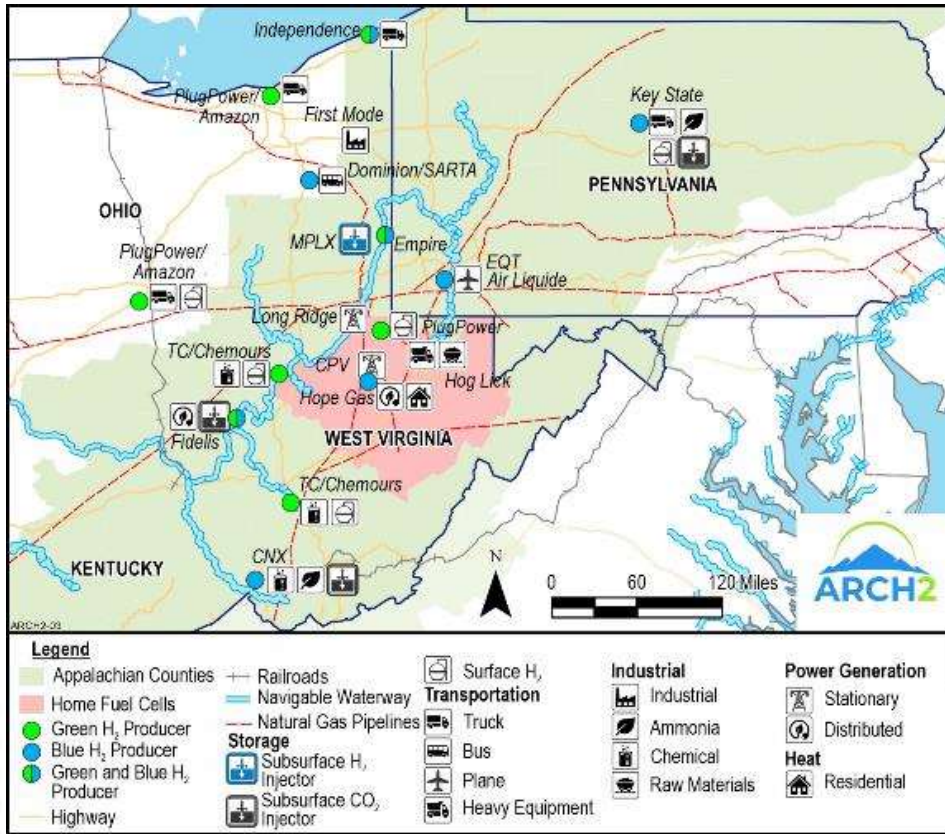 Independence
PlugPower/
Amazon
First Mode
Key State
Dominion/SARTA
PENNSYLVANIA
OHIO
MPLX
Empire
PlugPower/
Amazon
EQT
Air Liquide
Long Ridge
PlugPower
TC/Chemours
CPV
Hog Lick
Hope Gas
Fidelis
WEST VIRGINIA
TC/Chemours
CNX
KENTUCKY
N
0 60 120 Miles
ARCH2
ARCH2-03
Legend
Appalachian Counties
Home Fuel Cells
Green H₂ Producer
Blue H₂ Producer
Green and Blue H₂
Producer
Highway
Railroads
Navigable Waterway
Natural Gas Pipelines
Storage
Subsurface H₂
Injector
Subsurface CO₂
Injector
Surface H₂
Transportation
Truck
Bus
Plane
Heavy Equipment
Industrial
Industrial
Ammonia
Chemical
Raw Materials
Power Generation
Stationary
Distributed
Heat
Residential